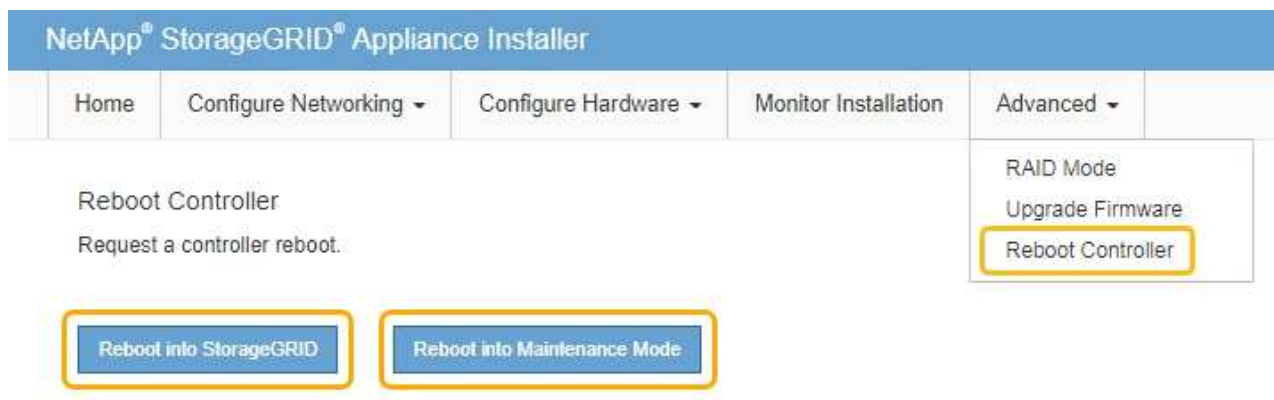 NetApp® StorageGRID® Appliance Installer
Home Configure Networking Configure Hardware Monitor Installation Advanced
RAID Mode
Upgrade Firmware
Reboot Controller
Reboot Controller
Request a controller reboot.
Reboot into StorageGRID Reboot into Maintenance Mode